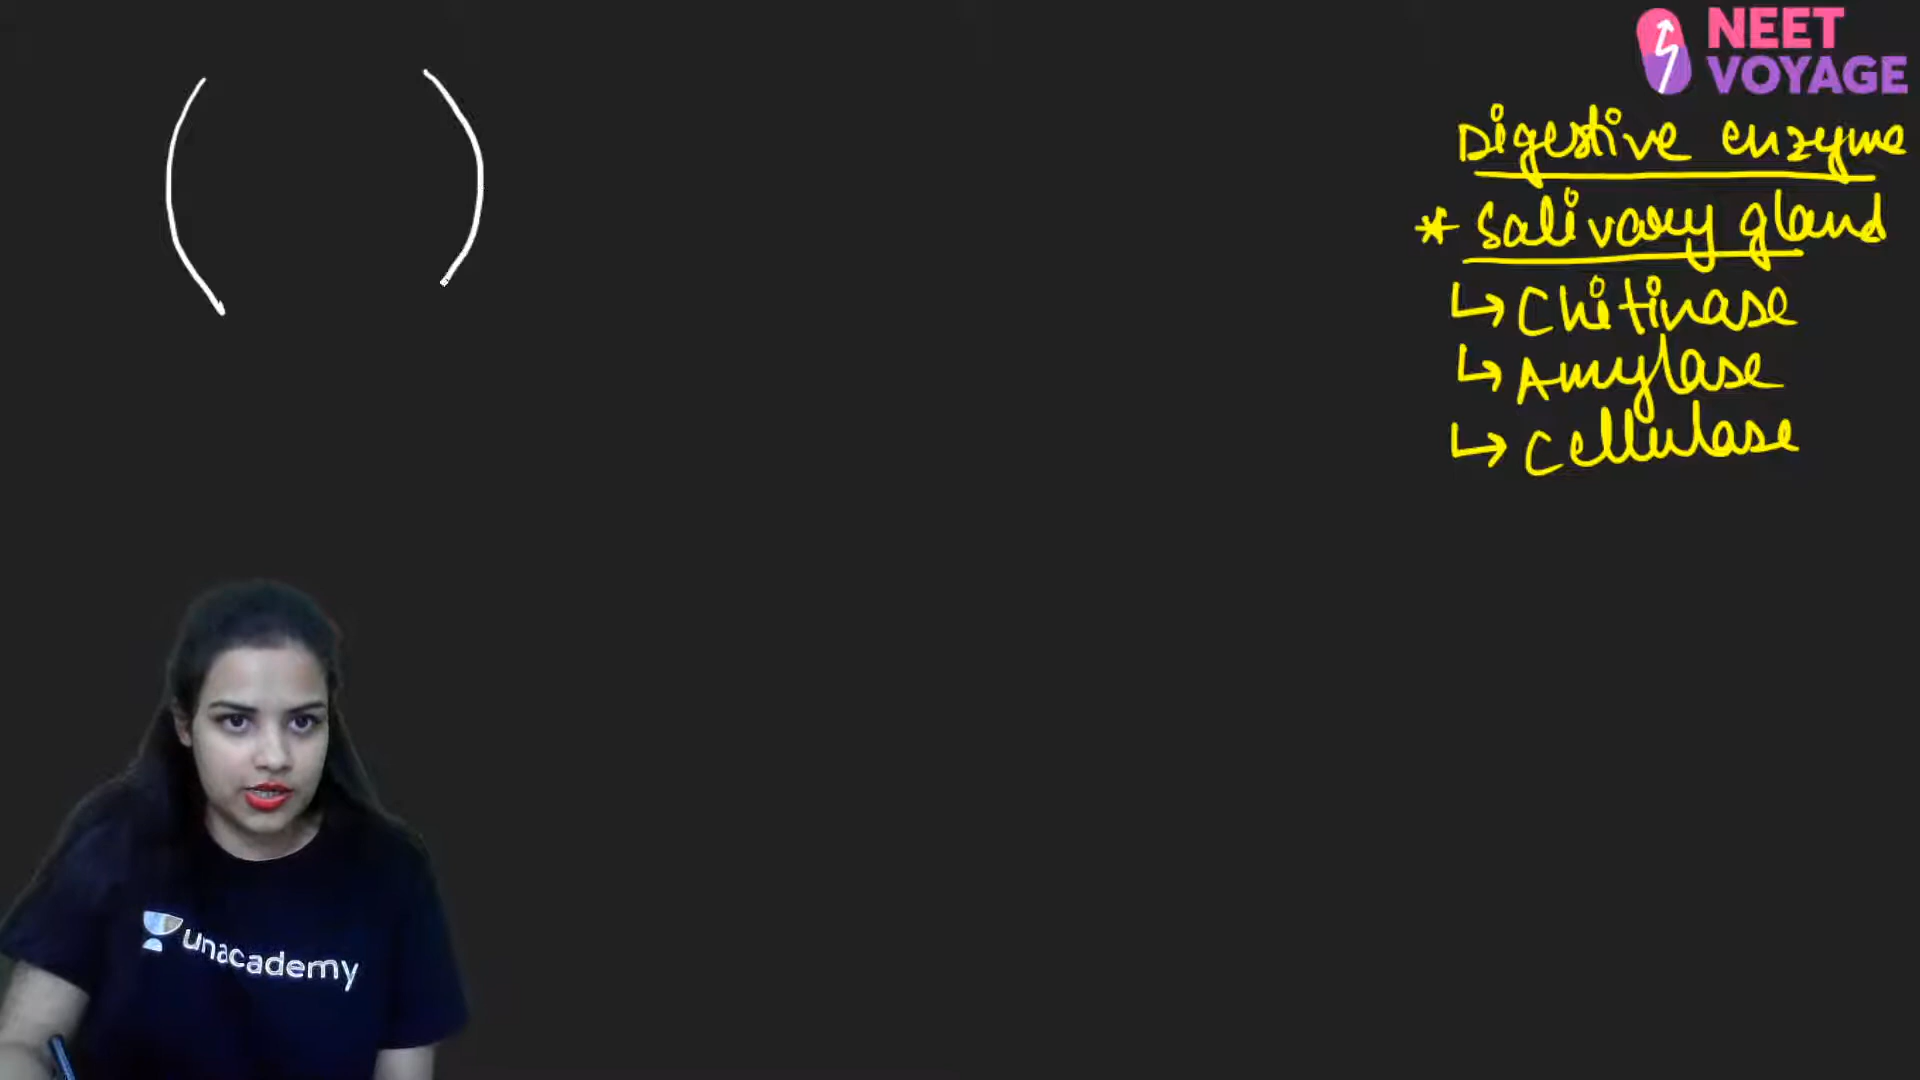 NEET
VOYAGE
Digestive enzyme
* Salivary gland
↳ Chitinase
↳ Amylase
↳ Cellulase
unacademy